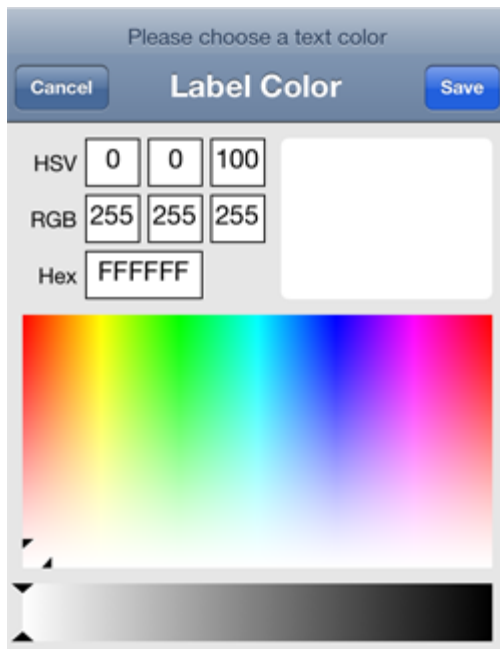 Please choose a text color
Cancel Label Color Save
HSV 0 0 100
RGB 255 255 255
Hex FFFFFF